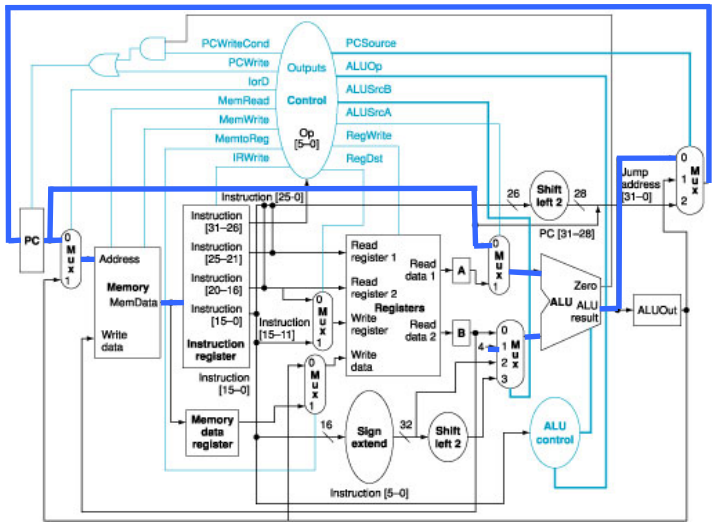 PCWriteCond
PCWrite
IorD
MemRead
MemWrite
MemtoReg
IRWrite
Outputs
Control
Op
[5–0]
PCSource
ALUOp
ALUSrcB
ALUSrcA
RegWrite
RegDst
PC
0
M
u
x
1
Address
Memory
MemData
Write
data
Instruction [25-0]
Instruction
[31–26]
Instruction
[25–21]
Instruction
[20–16]
Instruction
[15–0]
Instruction
register
Instruction
[15–0]
Memory
data
register
Instruction
[15–11]
0
M
u
x
1
0
M
u
x
1
Read
register 1
Read
register 2
Registers
Write
register
Write
data
Read
data 1
Read
data 2
A
B
16
Sign
extend
32
Shift
left 2
Instruction [5–0]
26
Shift
left 2
28
PC [31–28]
0
M
u
x
1
4
0
1
2
3
M
u
x
Zero
ALU
ALU
result
ALUOut
ALU
control
Jump
address
[31-0]
0
1
2
M
u
x